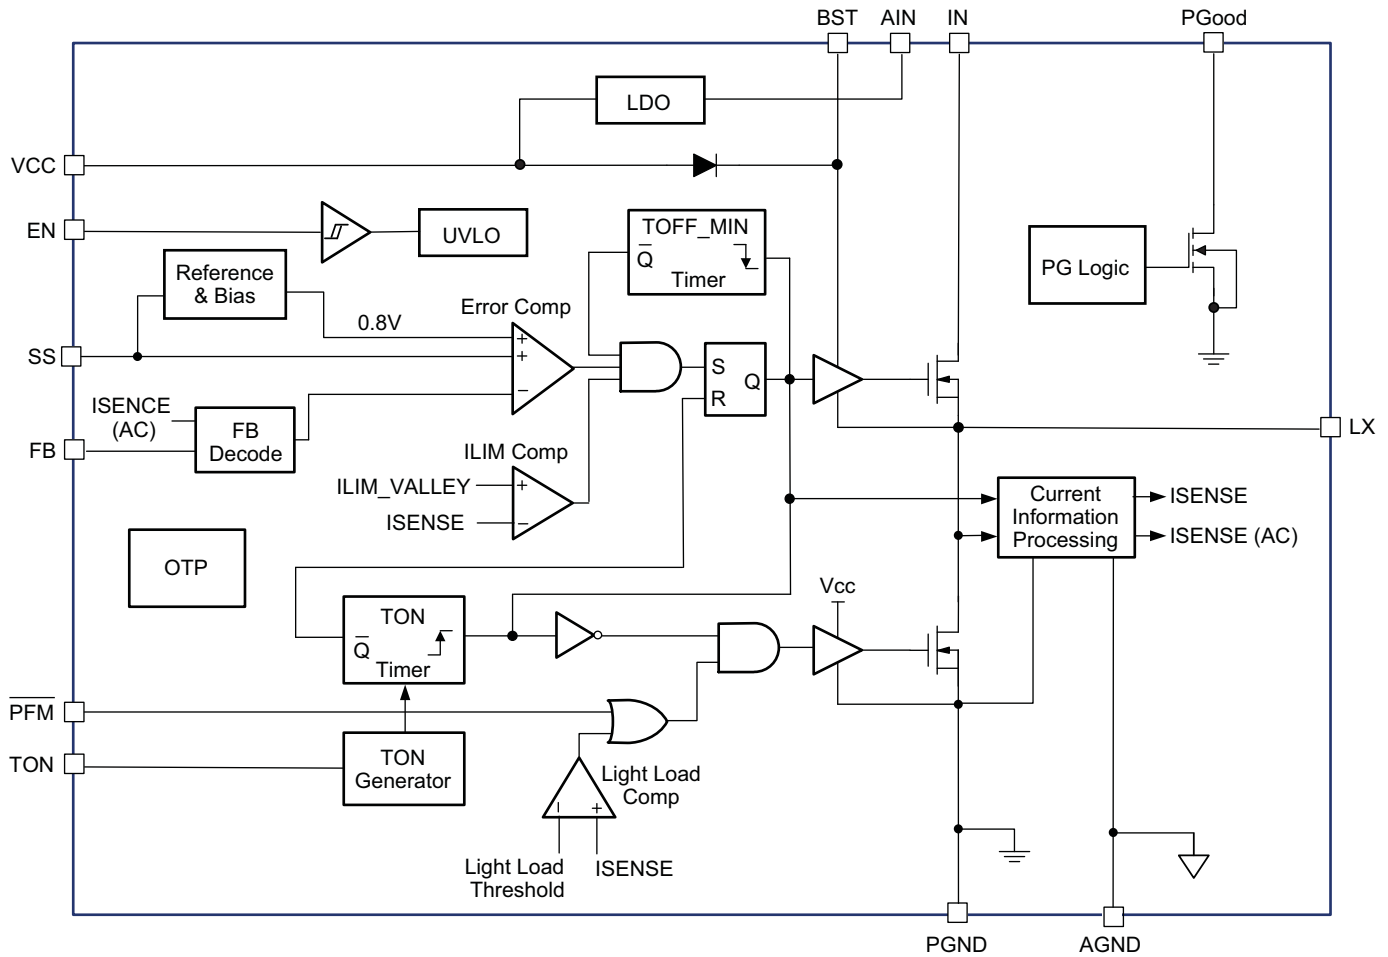 BST AIN IN PGood
LDO
VCC
EN
UVLO
TOFF_MIN
Q̅
Timer
Reference
& Bias
PG Logic
Error Comp
0.8V
SS
S
Q
R
ISENCE
(AC)
FB
Decode
FB
LX
ILIM Comp
ILIM_VALLEY
+
ISENSE
−
+
+
−
Current
Information
Processing
ISENSE
ISENSE (AC)
OTP
Vcc
TON
Q̅
Timer
P̅F̅M̅
TON
TON
Generator
Light Load
Comp
− +
Light Load
Threshold
ISENSE
PGND AGND